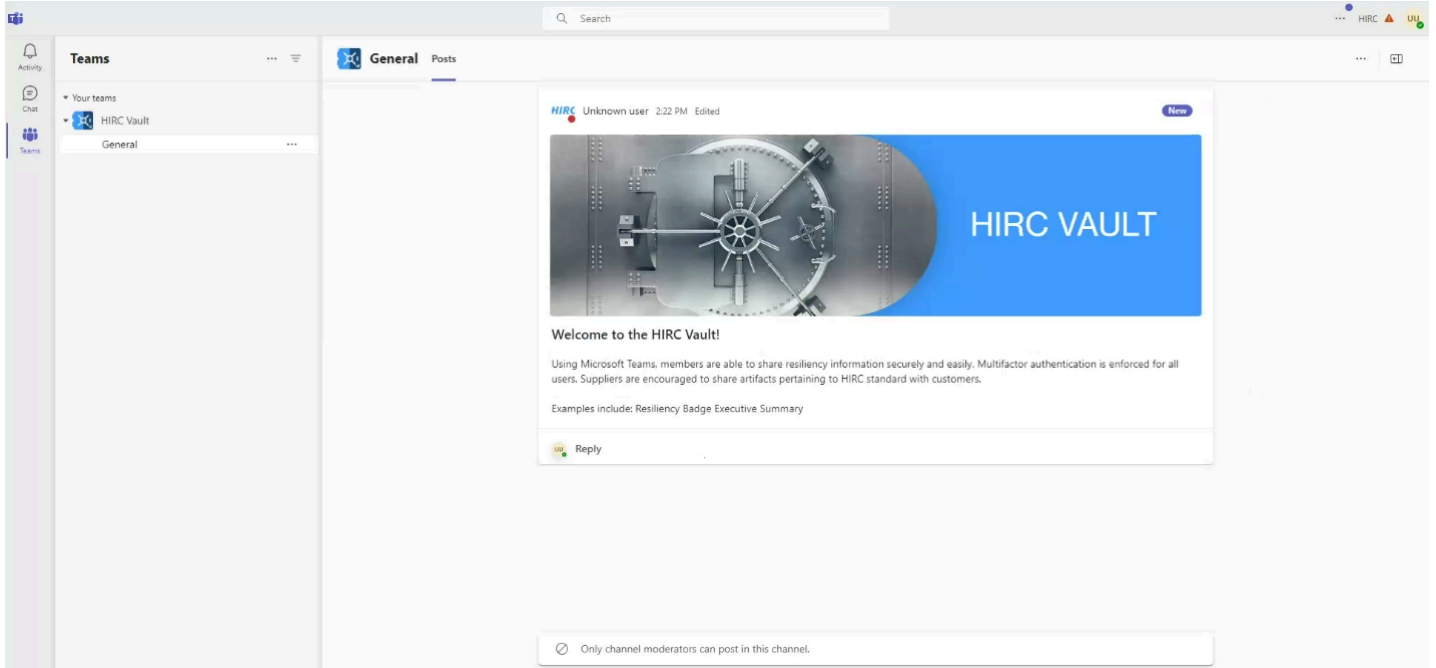 Search
HIRC
UU
Activity
Chat
Teams
Teams
Your teams
HIRC Vault
General
General Posts
HIRC Unknown user 2:22 PM Edited
New
HIRC VAULT
Welcome to the HIRC Vault!
Using Microsoft Teams, members are able to share resiliency information securely and easily. Multifactor authentication is enforced for all
users. Suppliers are encouraged to share artifacts pertaining to HIRC standard with customers.
Examples include: Resiliency Badge Executive Summary
UU Reply
Only channel moderators can post in this channel.